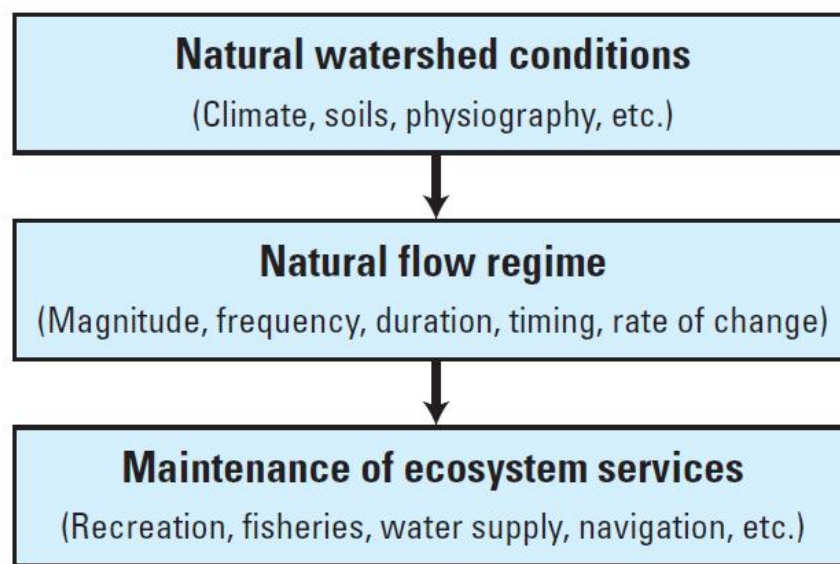 Natural watershed conditions
(Climate, soils, physiography, etc.)
Natural flow regime
(Magnitude, frequency, duration, timing, rate of change)
Maintenance of ecosystem services
(Recreation, fisheries, water supply, navigation, etc.)